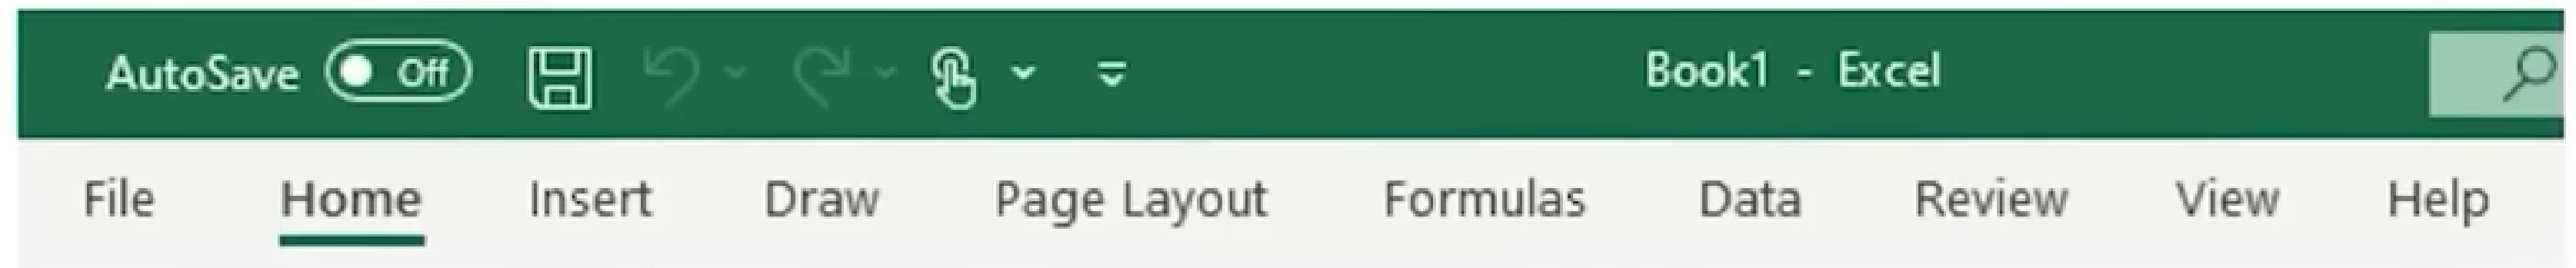 AutoSave Off Book1 - Excel
File Home Insert Draw Page Layout Formulas Data Review View Help